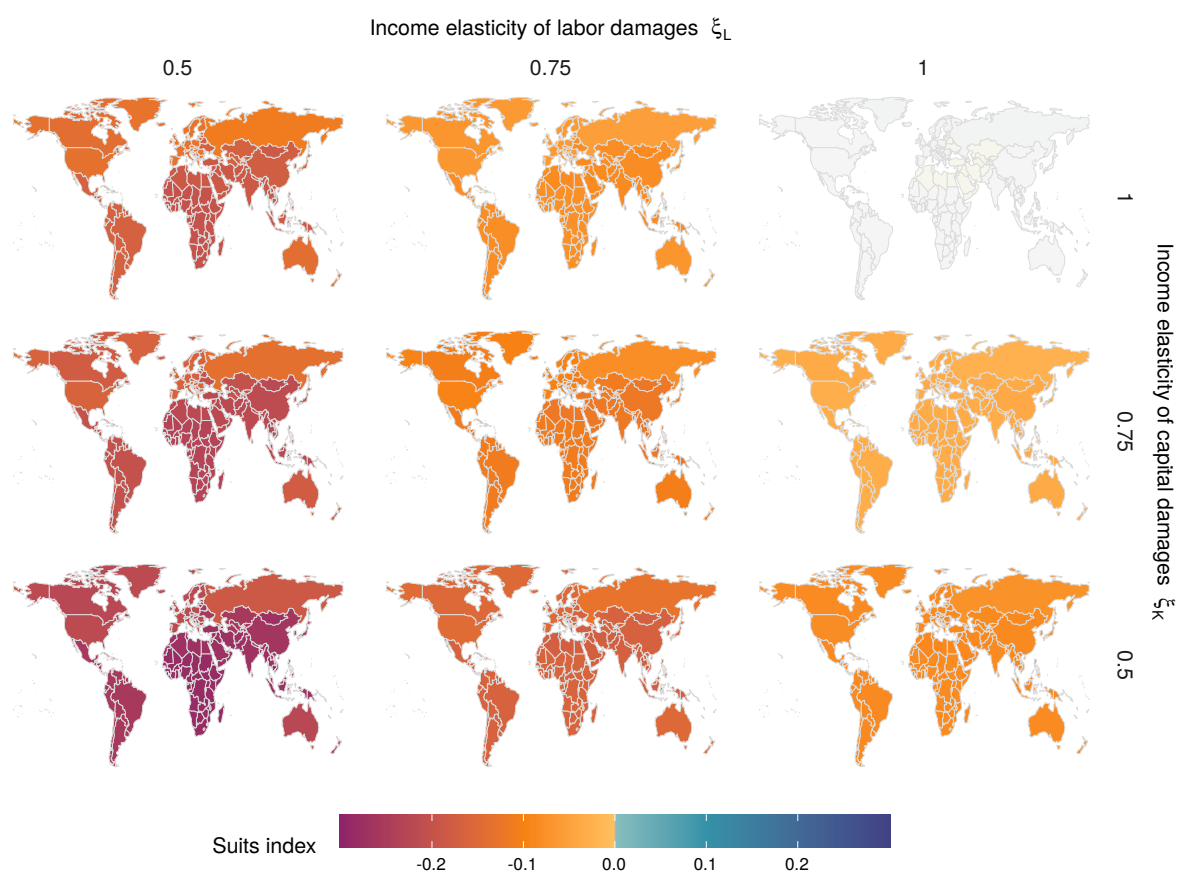 Income elasticity of labor damages ξL
0.5 0.75 1
1
0.75
0.5
Income elasticity of capital damages ξK
Suits index
-0.2 -0.1 0.0 0.1 0.2